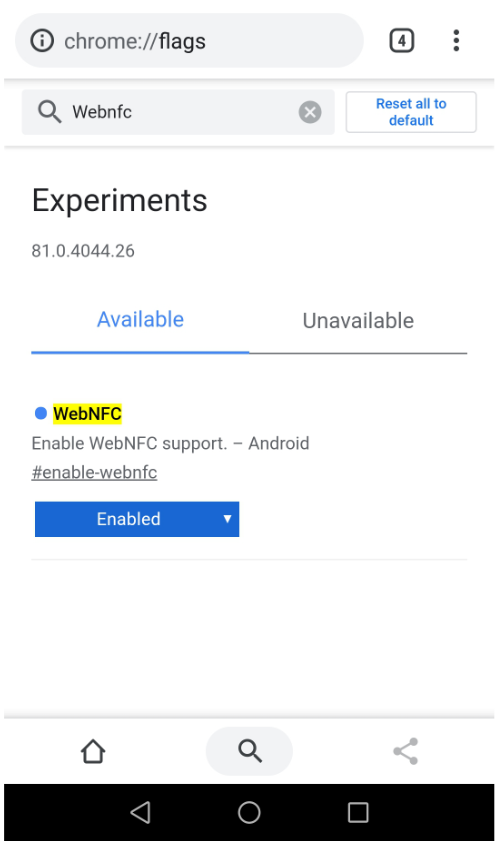 chrome://flags
4
Webnfc
Reset all to
default
Experiments
81.0.4044.26
Available
Unavailable
WebNFC
Enable WebNFC support. – Android
#enable-webnfc
Enabled